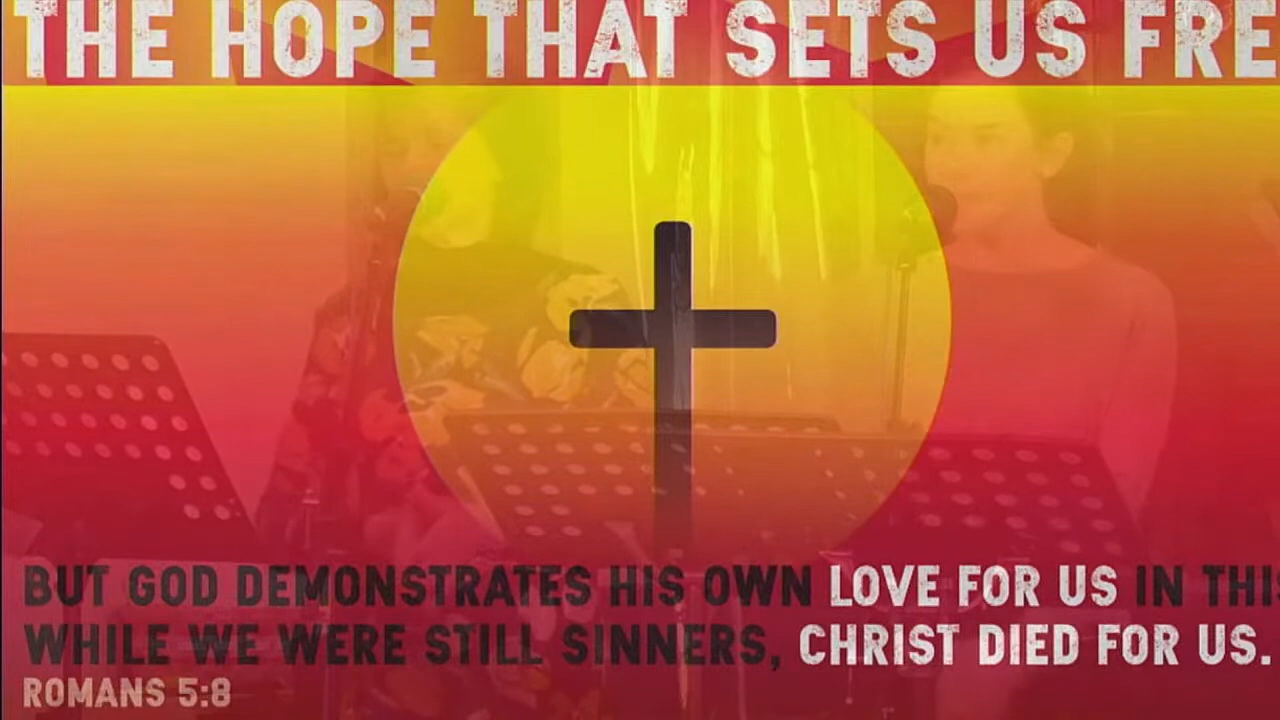 THE HOPE THAT SETS US FRE
BUT GOD DEMONSTRATES HIS OWN LOVE FOR US IN THIS
WHILE WE WERE STILL SINNERS, CHRIST DIED FOR US.
ROMANS 5:8